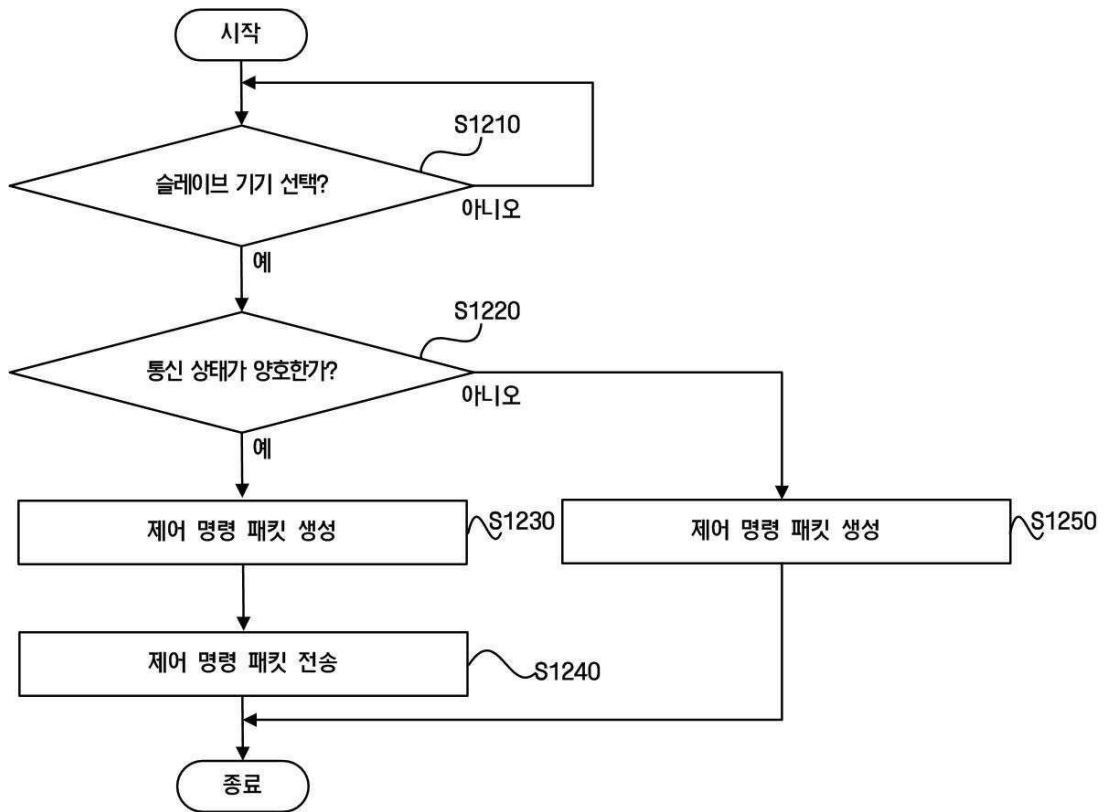 시작
S1210
슬레이브 기기 선택?
아니오
예
S1220
통신 상태가 양호한가?
아니오
예
제어 명령 패킷 생성
S1230
제어 명령 패킷 생성
S1250
제어 명령 패킷 전송
S1240
종료